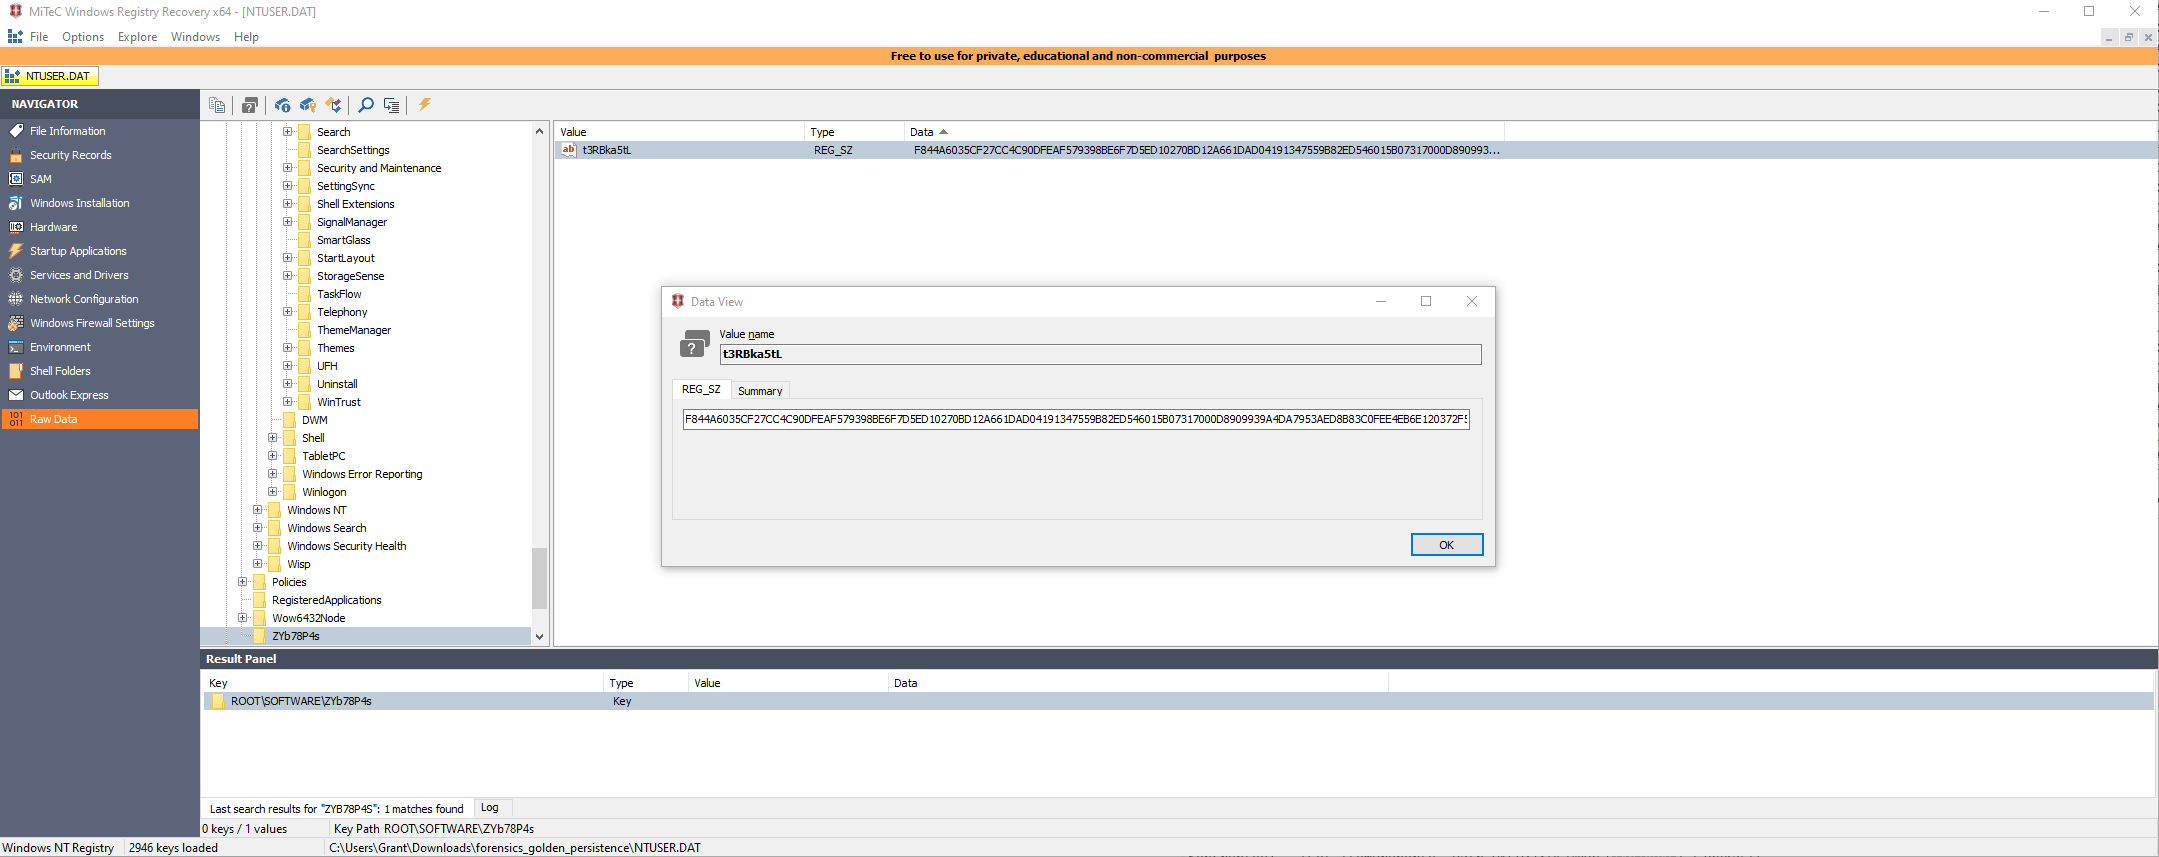 MiTeC Windows Registry Recovery x64 - [NTUSER.DAT]
File Options Explore Windows Help
Free to use for private, educational and non-commercial purposes
NTUSER.DAT
NAVIGATOR
File Information
Security Records
SAM
Windows Installation
Hardware
Startup Applications
Services and Drivers
Network Configuration
Windows Firewall Settings
Environment
Shell Folders
Outlook Express
Raw Data
Search
SearchSettings
Security and Maintenance
SettingSync
Shell Extensions
SignalManager
SmartGlass
StartLayout
StorageSense
TaskFlow
Telephony
ThemeManager
Themes
UFH
Uninstall
WinTrust
DWM
Shell
TabletPC
Windows Error Reporting
Winlogon
Windows NT
Windows Search
Windows Security Health
Wisp
Policies
RegisteredApplications
Wow6432Node
ZYb78P4s
Value Type Data
t3RBka5tL REG_SZ F844A6035CF27CC4C90DFEAF579398BE6F7D5ED10270BD12A661DAD04191347559B82ED546015B07317000D890993...
Data View
Value name
t3RBka5tL
REG_SZ Summary
F844A6035CF27CC4C90DFEAF579398BE6F7D5ED10270BD12A661DAD04191347559B82ED546015B07317000D8909939A4DA7953AED8B83C0FEE4EB6E120372F
OK
Result Panel
Key Type Value Data
ROOT\SOFTWARE\ZYb78P4s Key
Last search results for "ZYB78P4S": 1 matches found Log
0 keys / 1 values Key Path ROOT\SOFTWARE\ZYb78P4s
Windows NT Registry 2946 keys loaded C:\Users\Grant\Downloads\forensics_golden_persistence\NTUSER.DAT